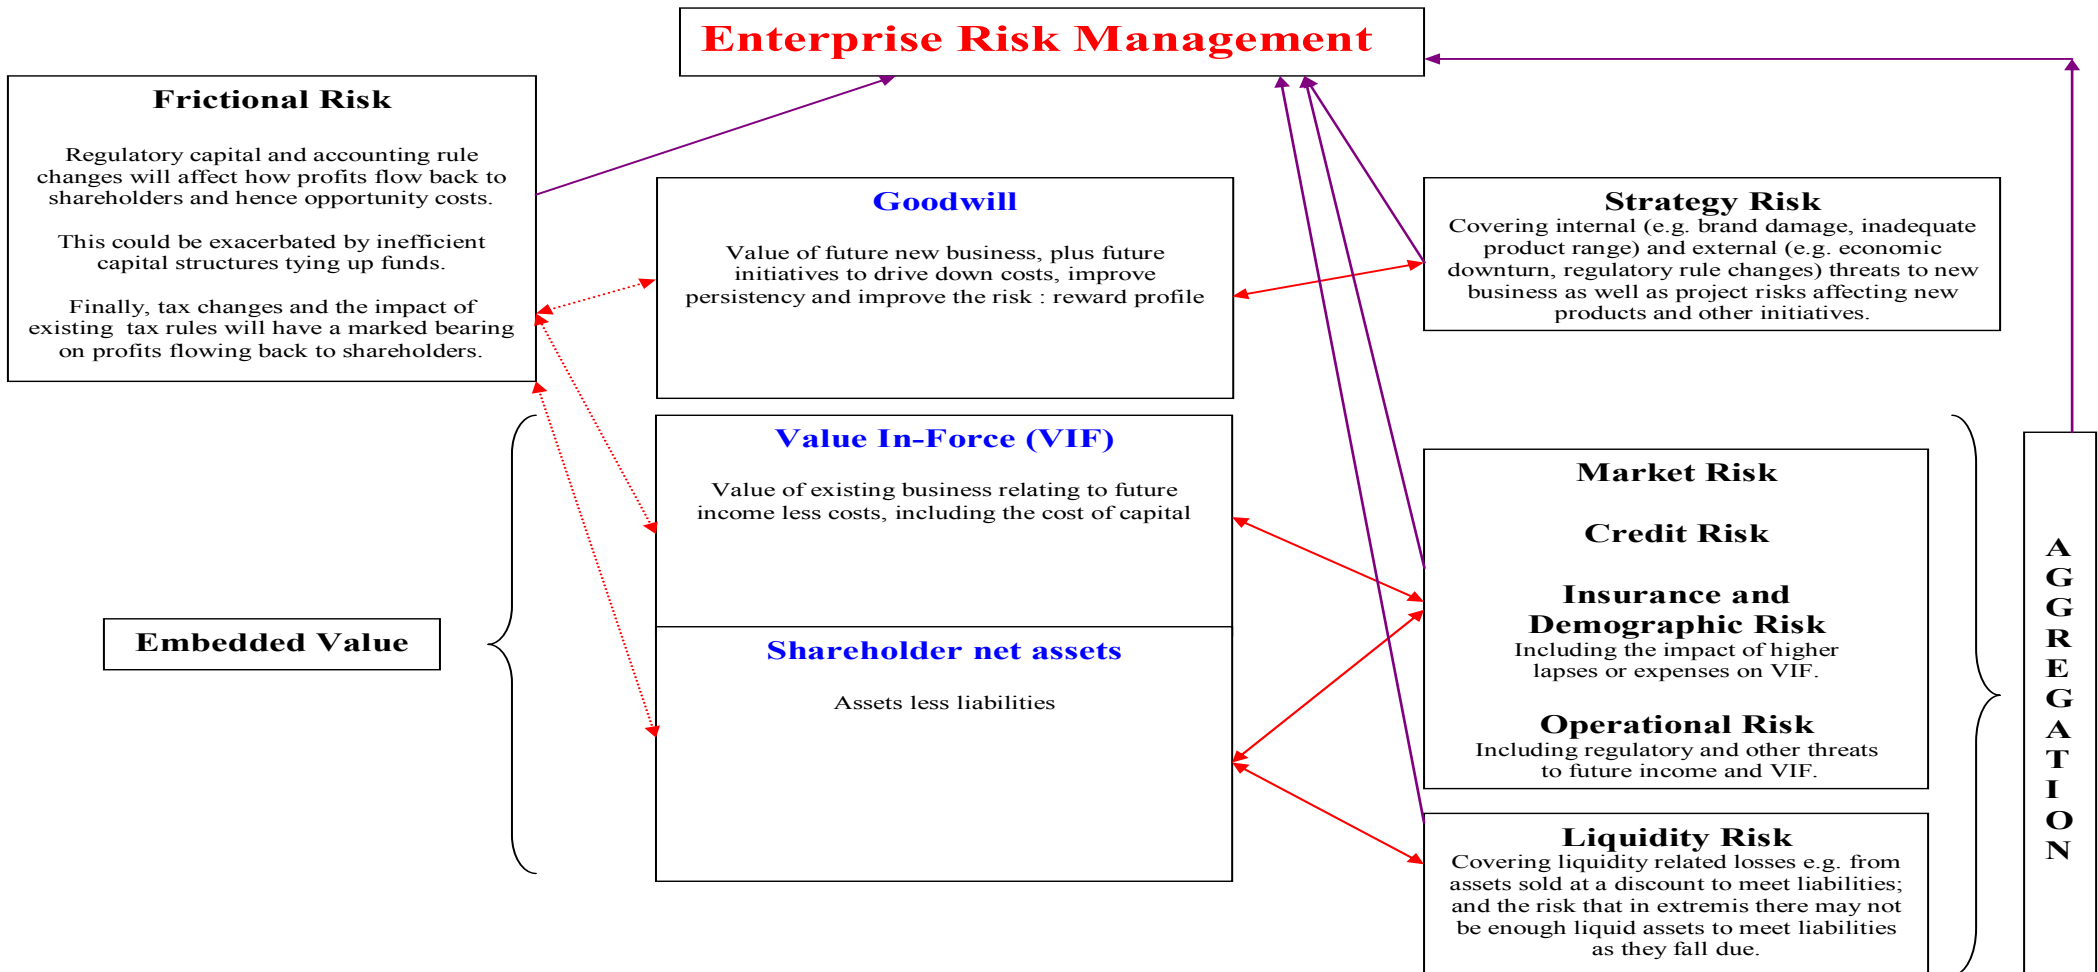 Enterprise Risk Management
Frictional Risk
Regulatory capital and accounting rule
changes will affect how profits flow back to
shareholders and hence opportunity costs.
This could be exacerbated by inefficient
capital structures tying up funds.
Finally, tax changes and the impact of
existing tax rules will have a marked bearing
on profits flowing back to shareholders.
Goodwill
Value of future new business, plus future
initiatives to drive down costs, improve
persistency and improve the risk : reward profile
Strategy Risk
Covering internal (e.g. brand damage, inadequate
product range) and external (e.g. economic
downturn, regulatory rule changes) threats to new
business as well as project risks affecting new
products and other initiatives.
Embedded Value
Value In-Force (VIF)
Value of existing business relating to future
income less costs, including the cost of capital
Shareholder net assets
Assets less liabilities
Market Risk
Credit Risk
Insurance and
Demographic Risk
Including the impact of higher
lapses or expenses on VIF.
Operational Risk
Including regulatory and other threats
to future income and VIF.
Liquidity Risk
Covering liquidity related losses e.g. from
assets sold at a discount to meet liabilities;
and the risk that in extremis there may not
be enough liquid assets to meet liabilities
as they fall due.
A
G
G
R
E
G
A
T
I
O
N